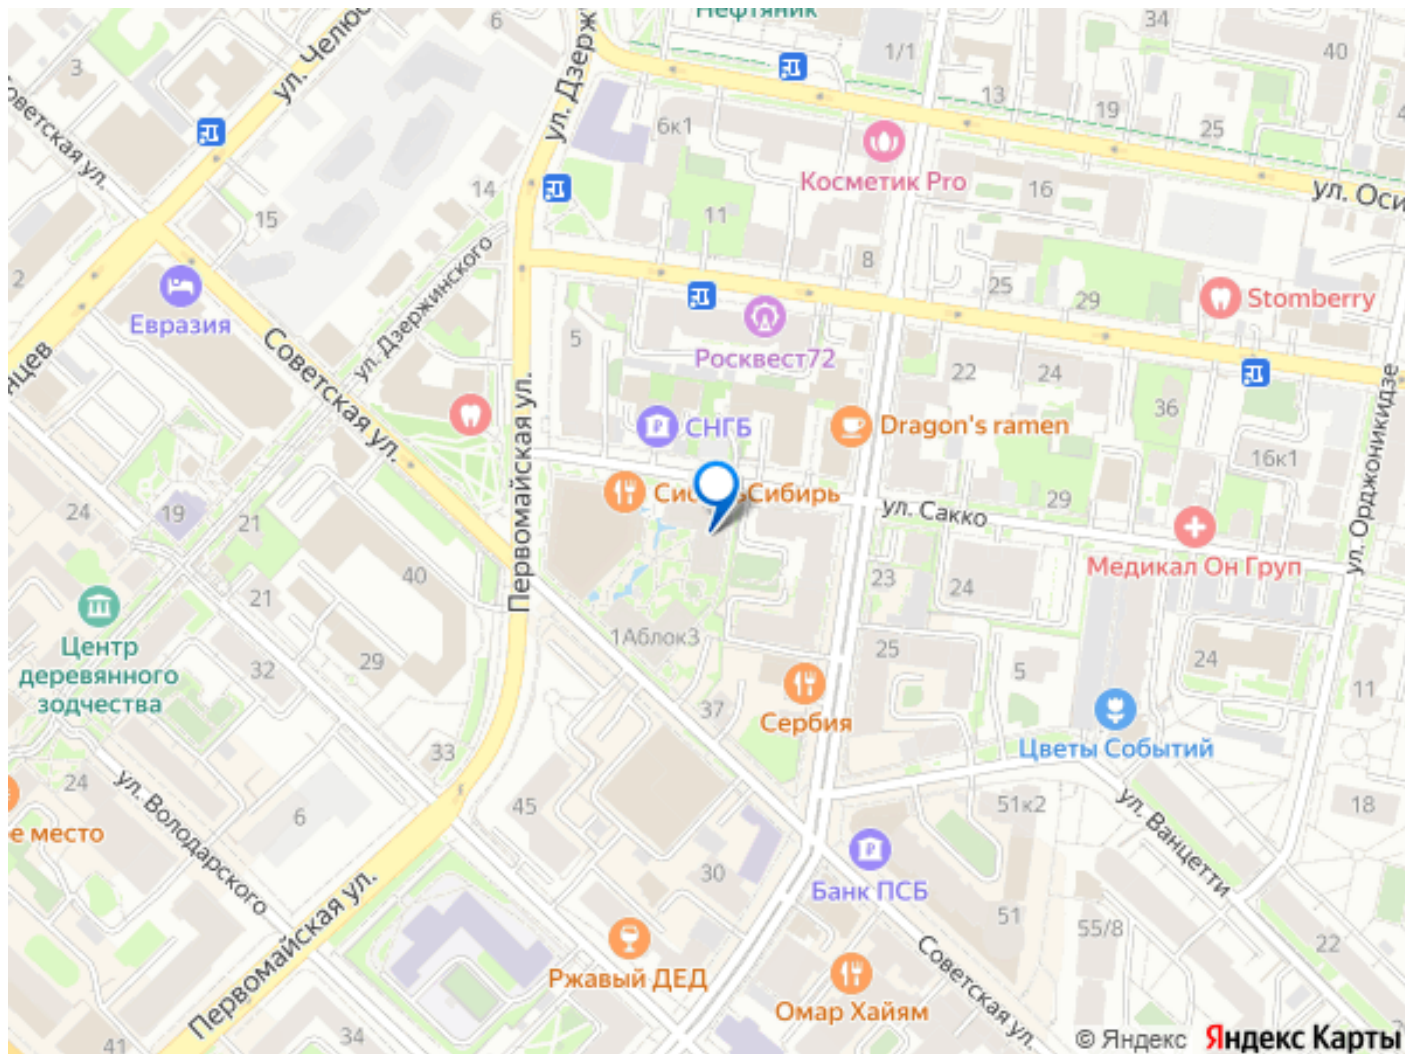 Нефтяник
6
34
1/1
40
ул. Дзерж
ул. Челюс
3
13
19
6к1
25
оветская ул.
Косметик Pro
16
ул. Оси
14
15
11
8
2
25
29
Stomberry
ул. Дзержинского
Евразия
5
Росквест72
нцев
Советская ул.
22
24
36
Первомайская ул.
СНГБ
Dragon's ramen
ул. Орджоникидзе
16к1
24
19
21
29
ул. Сакко
40
23
24
Медикал Он Груп
21
Центр
деревянного
зодчества
1Аблок3
29
32
25
5
24
11
37
Сербия
Цветы Событий
33
24
ул. Володарского
6
45
51к2
18
е место
ул. Ванцетти
30
Банк ПСБ
Первомайская ул.
51
55/8
22
Ржавый ДЕД
Советская ул.
Омар Хайям
34
41
© Яндекс Яндекс Карты